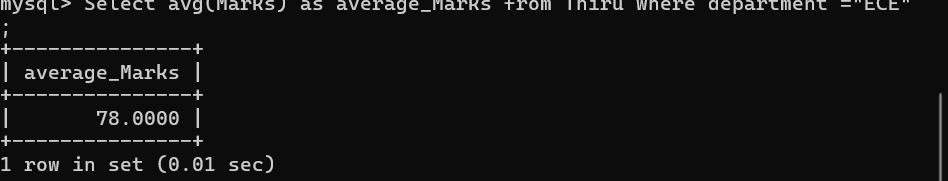 mysql> Select avg(Marks) as average_Marks from Thiru where department ="ECE"
;
+---------------+
| average_Marks |
+---------------+
|       78.0000 |
+---------------+
1 row in set (0.01 sec)